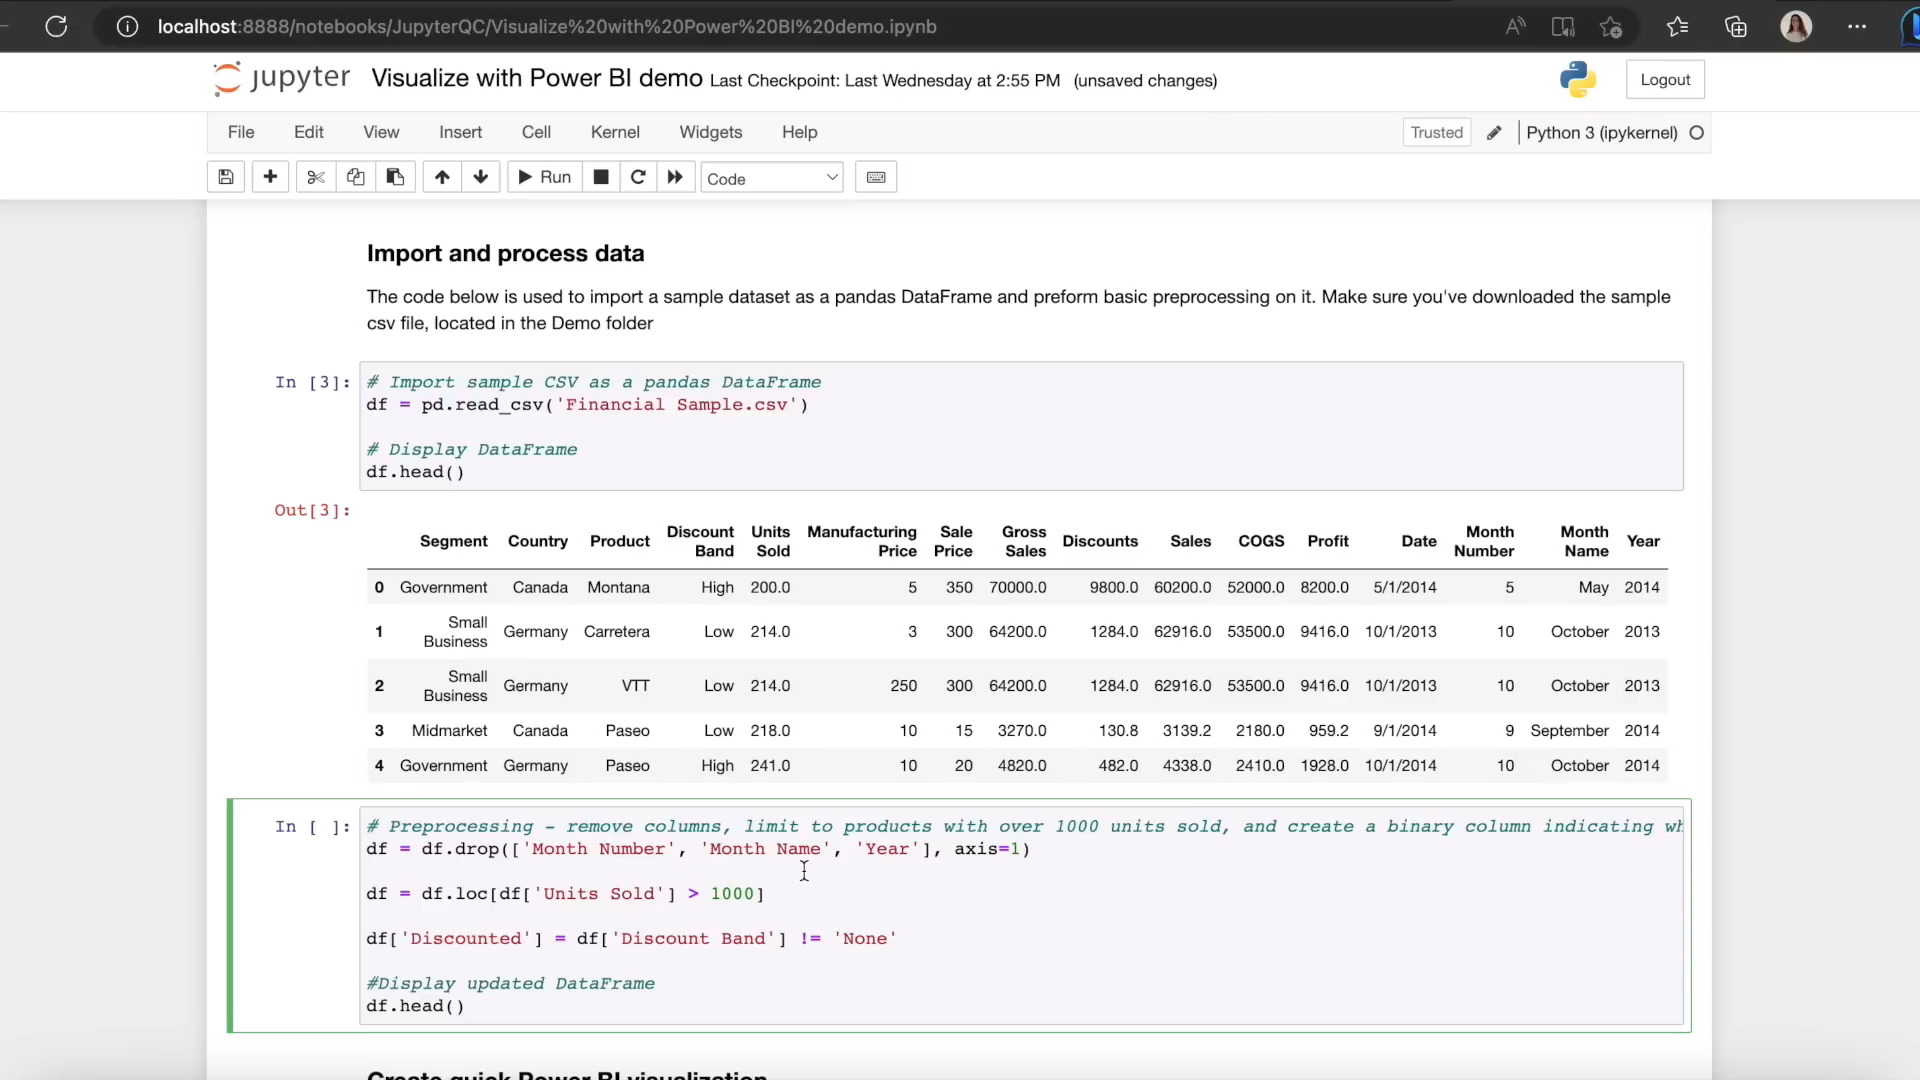 localhost:8888/notebooks/JupyterQC/Visualize%20with%20Power%20BI%20demo.ipynb
jupyter Visualize with Power BI demo Last Checkpoint: Last Wednesday at 2:55 PM (unsaved changes) Logout
File Edit View Insert Cell Kernel Widgets Help Trusted Python 3 (ipykernel)
Run Code
Import and process data
The code below is used to import a sample dataset as a pandas DataFrame and preform basic preprocessing on it. Make sure you've downloaded the sample
csv file, located in the Demo folder
In [3]: # Import sample CSV as a pandas DataFrame
df = pd.read_csv('Financial Sample.csv')
# Display DataFrame
df.head()
Out[3]:
Segment Country Product Discount Band Units Sold Manufacturing Price Sale Price Gross Sales Discounts Sales COGS Profit Date Month Number Month Name Year
0 Government Canada Montana High 200.0 5 350 70000.0 9800.0 60200.0 52000.0 8200.0 5/1/2014 5 May 2014
1 Small Business Germany Carretera Low 214.0 3 300 64200.0 1284.0 62916.0 53500.0 9416.0 10/1/2013 10 October 2013
2 Small Business Germany VTT Low 214.0 250 300 64200.0 1284.0 62916.0 53500.0 9416.0 10/1/2013 10 October 2013
3 Midmarket Canada Paseo Low 218.0 10 15 3270.0 130.8 3139.2 2180.0 959.2 9/1/2014 9 September 2014
4 Government Germany Paseo High 241.0 10 20 4820.0 482.0 4338.0 2410.0 1928.0 10/1/2014 10 October 2014
In [ ]: # Preprocessing - remove columns, limit to products with over 1000 units sold, and create a binary column indicating wh
df = df.drop(['Month Number', 'Month Name', 'Year'], axis=1)
df = df.loc[df['Units Sold'] > 1000]
df['Discounted'] = df['Discount Band'] != 'None'
#Display updated DataFrame
df.head()
Create quick Power BI visualization